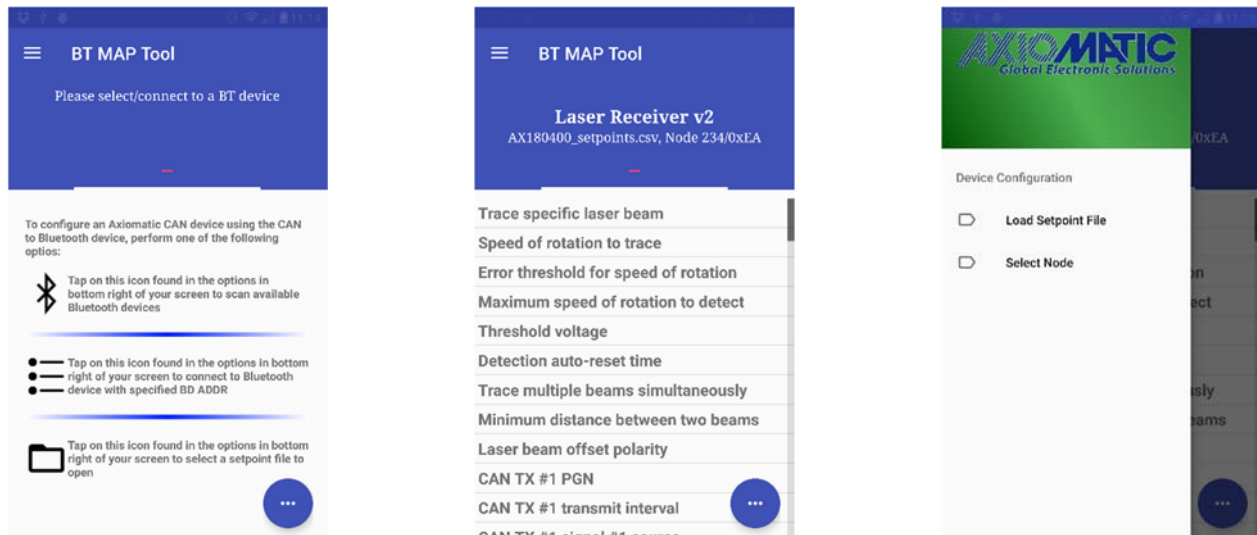 11:14
BT MAP Tool
Please select/connect to a BT device
To configure an Axiomatic CAN device using the CAN
to Bluetooth device, perform one of the following
optios:
Tap on this icon found in the options in
bottom right of your screen to scan available
Bluetooth devices
Tap on this icon found in the options in bottom
right of your screen to connect to Bluetooth
device with specified BD ADDR
Tap on this icon found in the options in bottom
right of your screen to select a setpoint file to
open
BT MAP Tool
Laser Receiver v2
AX180400_setpoints.csv, Node 234/0xEA
Trace specific laser beam
Speed of rotation to trace
Error threshold for speed of rotation
Maximum speed of rotation to detect
Threshold voltage
Detection auto-reset time
Trace multiple beams simultaneously
Minimum distance between two beams
Laser beam offset polarity
CAN TX #1 PGN
CAN TX #1 transmit interval
CAN TX #1 signal #1 source
AXIOMATIC
Global Electronic Solutions
/0xEA
Device Configuration
Load Setpoint File
Select Node
on
ect
sly
eams